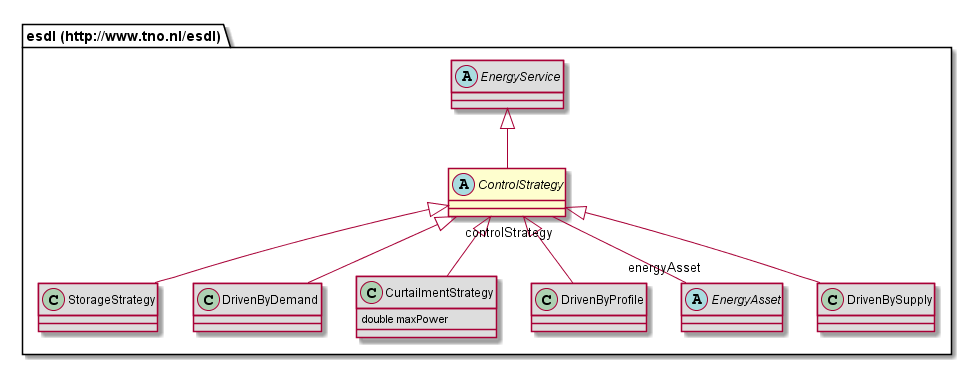 esdl (http://www.tno.nl/esdl)
A EnergyService
A ControlStrategy
controlStrategy
energyAsset
C StorageStrategy
C DrivenByDemand
C CurtailmentStrategy
double maxPower
C DrivenByProfile
A EnergyAsset
C DrivenBySupply